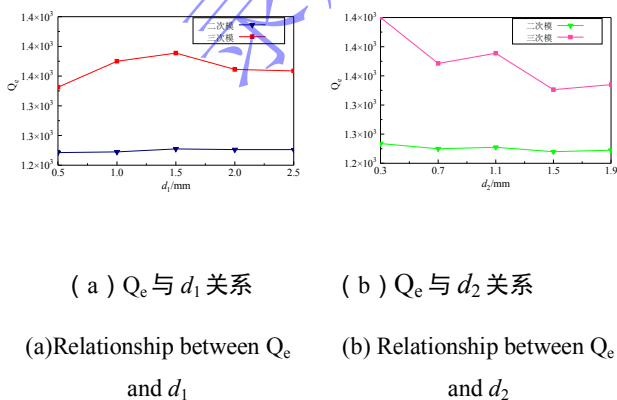 1.4×10³
1.4×10³
1.4×10³
1.3×10³
1.3×10³
1.2×10³
Qe
二次模
三次模
0.5 1.0 1.5 2.0 2.5
d1/mm
1.4×10³
1.4×10³
1.4×10³
1.3×10³
1.3×10³
1.2×10³
Qe
二次模
三次模
0.3 0.7 1.1 1.5 1.9
d2/mm
（a）Qe与 d1 关系
（b）Qe与 d2 关系
(a)Relationship between Qe
and d1
(b) Relationship between Qe
and d2